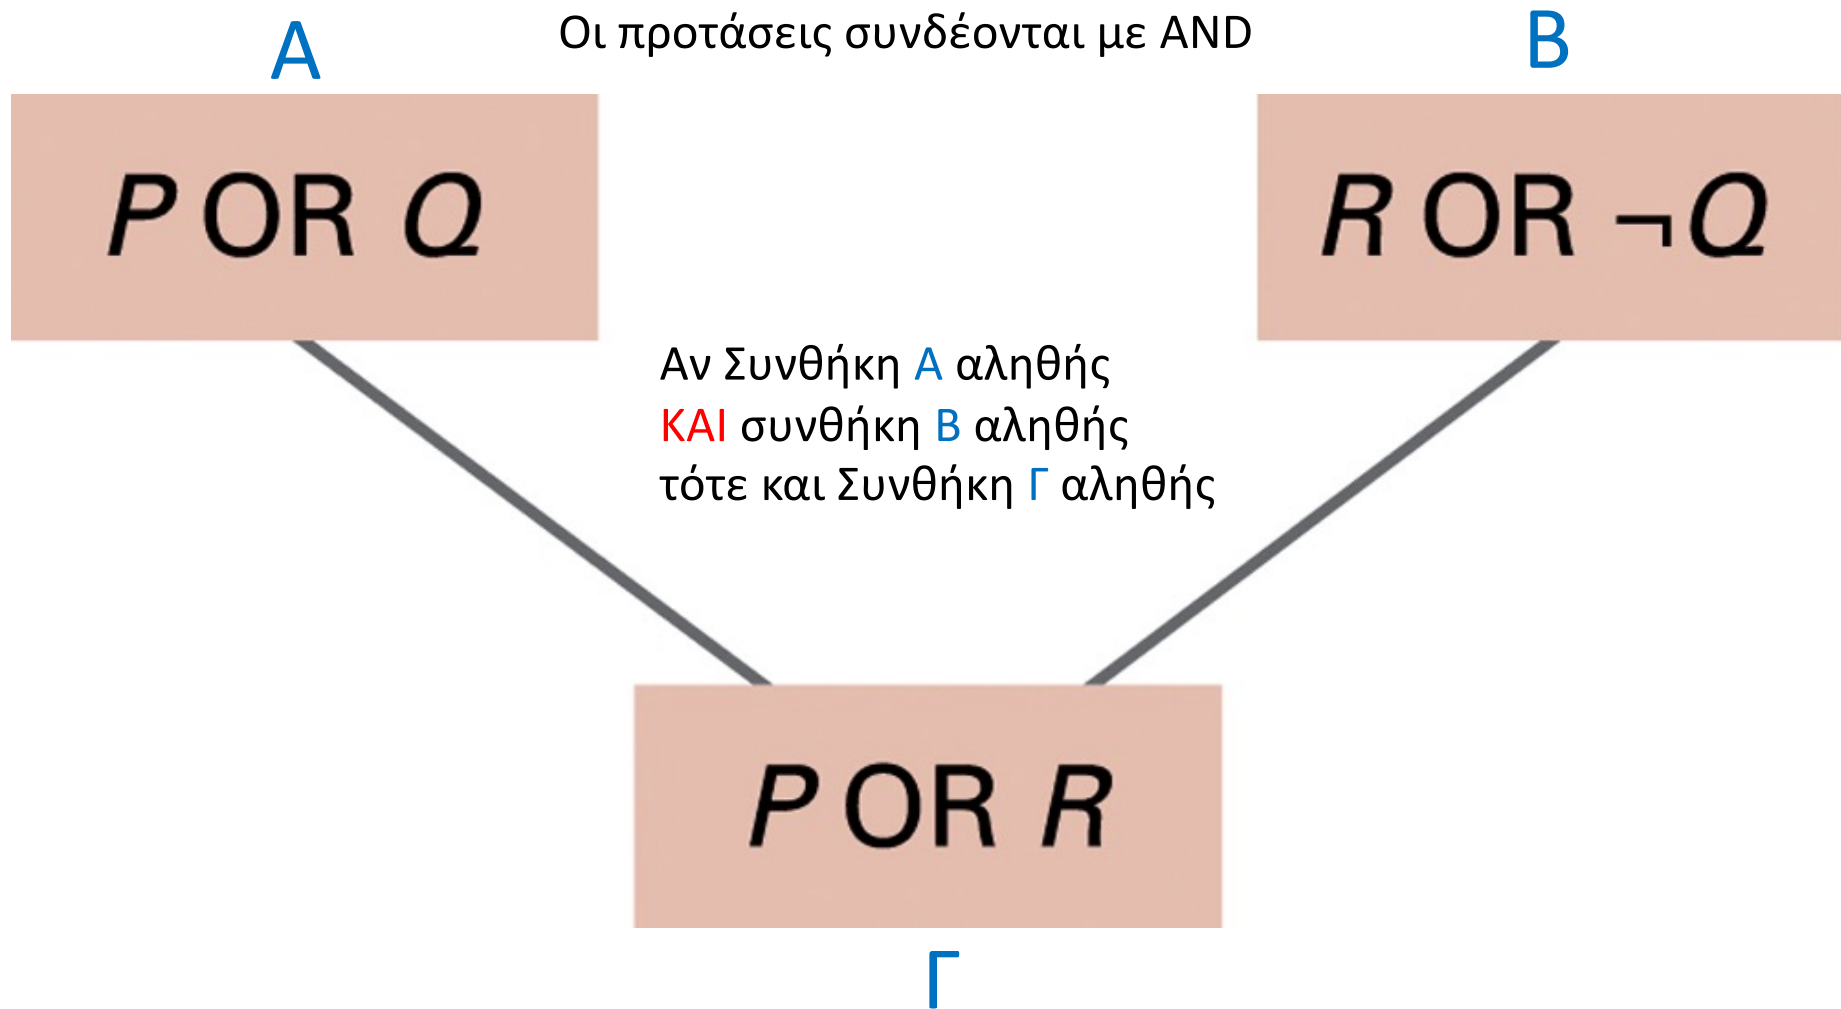 Α
Οι προτάσεις συνδέονται με AND
Β
P OR Q
R OR ¬Q
Αν Συνθήκη Α αληθής
ΚΑΙ συνθήκη Β αληθής
τότε και Συνθήκη Γ αληθής
P OR R
Γ